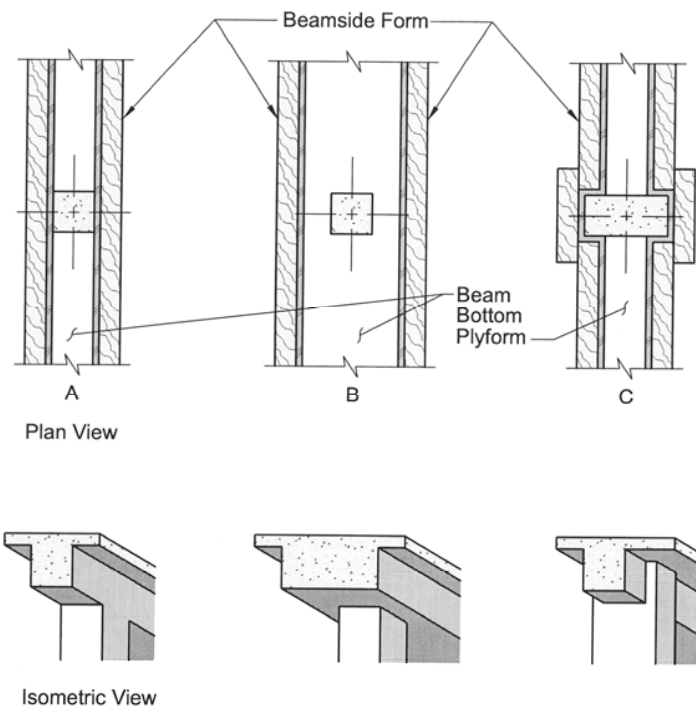 Beamside Form
Beam
Bottom
Plyform
A
B
C
Plan View
Isometric View